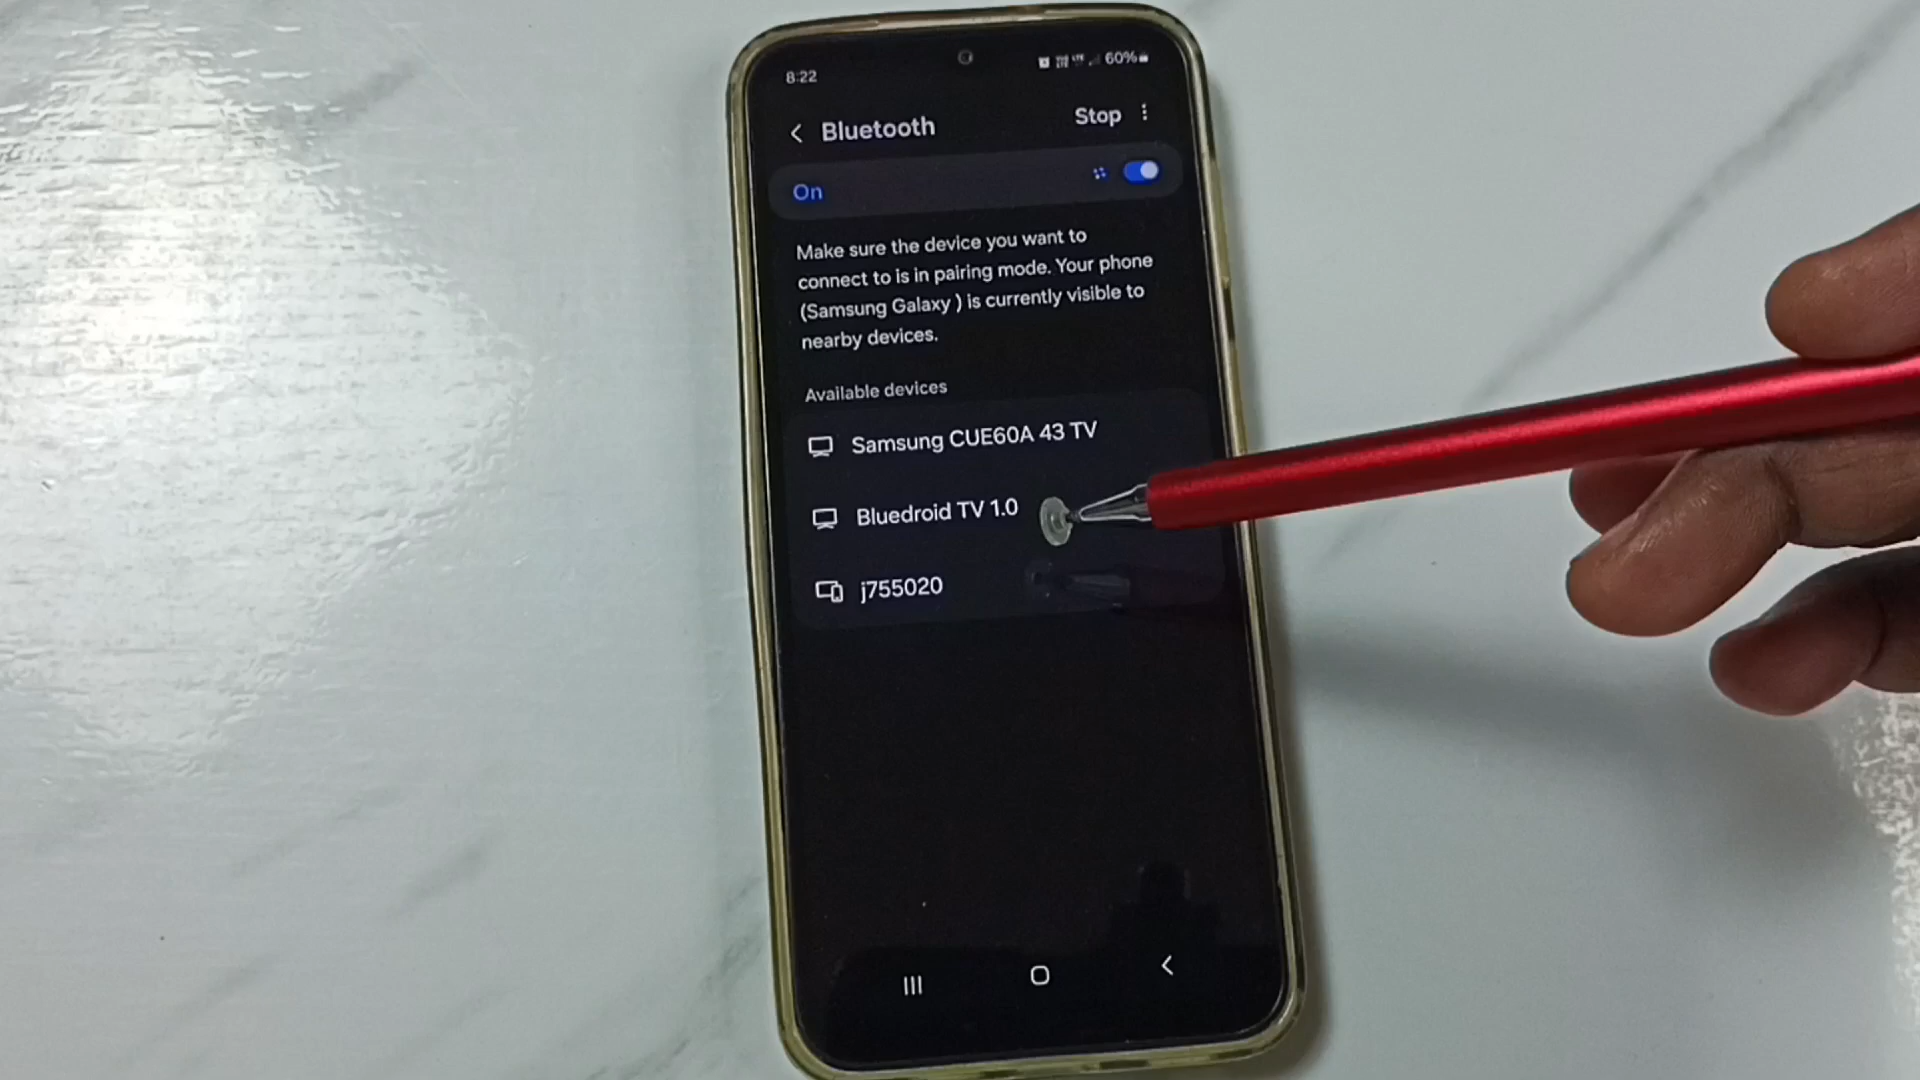 8:22
60%
Bluetooth
Stop
On
Make sure the device you want to
connect to is in pairing mode. Your phone
(Samsung Galaxy ) is currently visible to
nearby devices.
Available devices
Samsung CUE60A 43 TV
Bluedroid TV 1.0
j755020